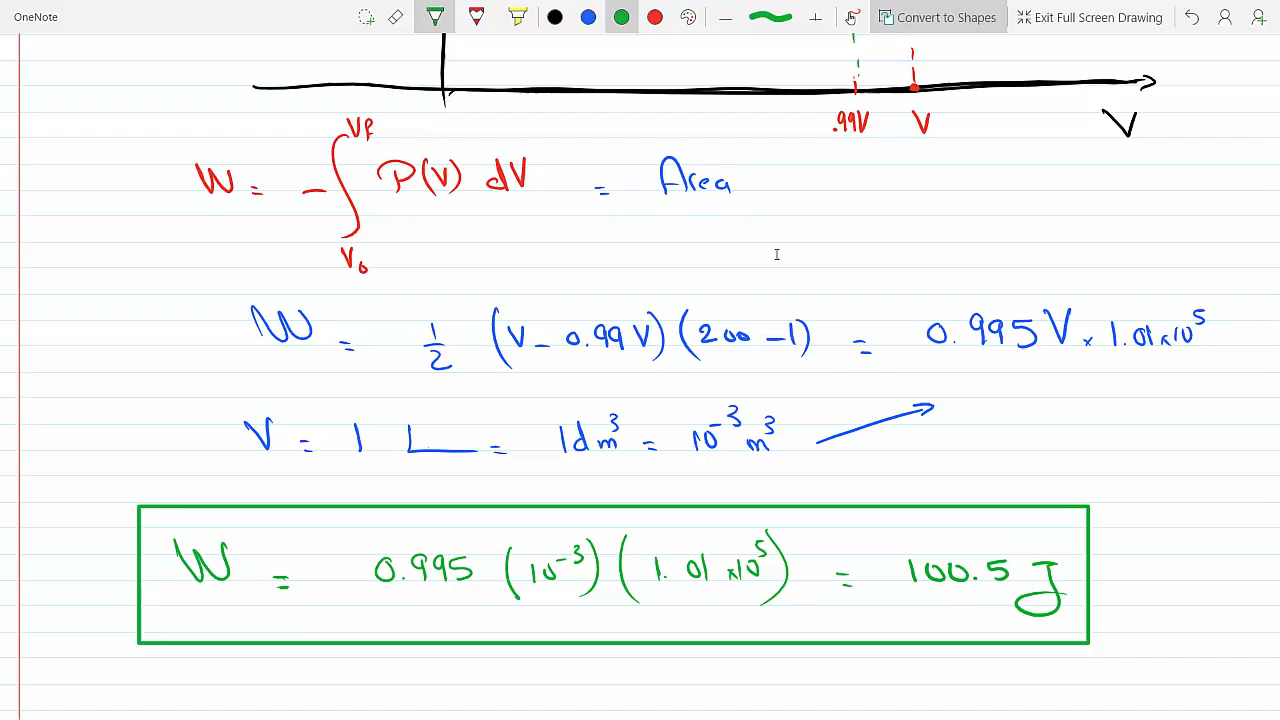 OneNote
Convert to Shapes
Exit Full Screen Drawing
.99V V V
W = - ∫ Vf V0 P(V) dV = Area
W = 1/2 (V - 0.99V)(200 - 1) = 0.995V × 1.01×10^5
V = 1 L = 1dm^3 = 10^-3 m^3
W = 0.995 (10^-3)(1.01×10^5) = 100.5 J